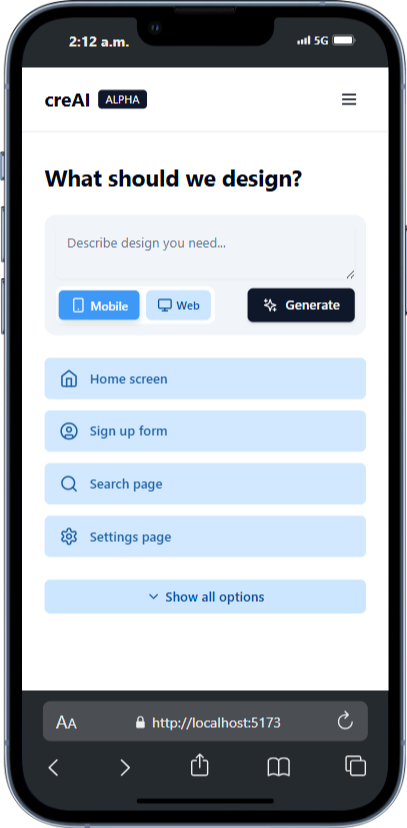 2:12 a.m. 5G
creAI ALPHA
What should we design?
Describe design you need...
Mobile Web Generate
Home screen
Sign up form
Search page
Settings page
Show all options
AA http://localhost:5173